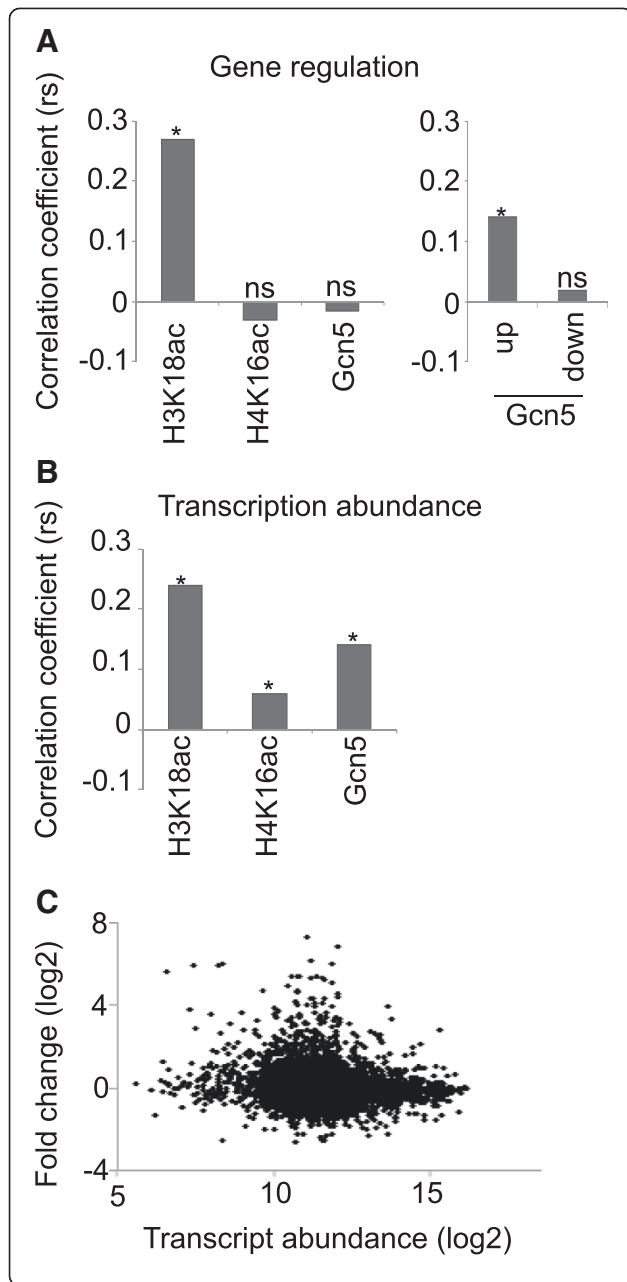 A
Gene regulation
Correlation coefficient (rs)
0.3
0.2
0.1
0
-0.1
*
ns
ns
H3K18ac
H4K16ac
Gcn5
0.3
0.2
0.1
0
-0.1
*
ns
up
down
Gcn5
B
Transcription abundance
Correlation coefficient (rs)
0.3
0.2
0.1
0
-0.1
*
*
*
H3K18ac
H4K16ac
Gcn5
C
Fold change (log2)
8
4
0
-4
5
10
15
Transcript abundance (log2)